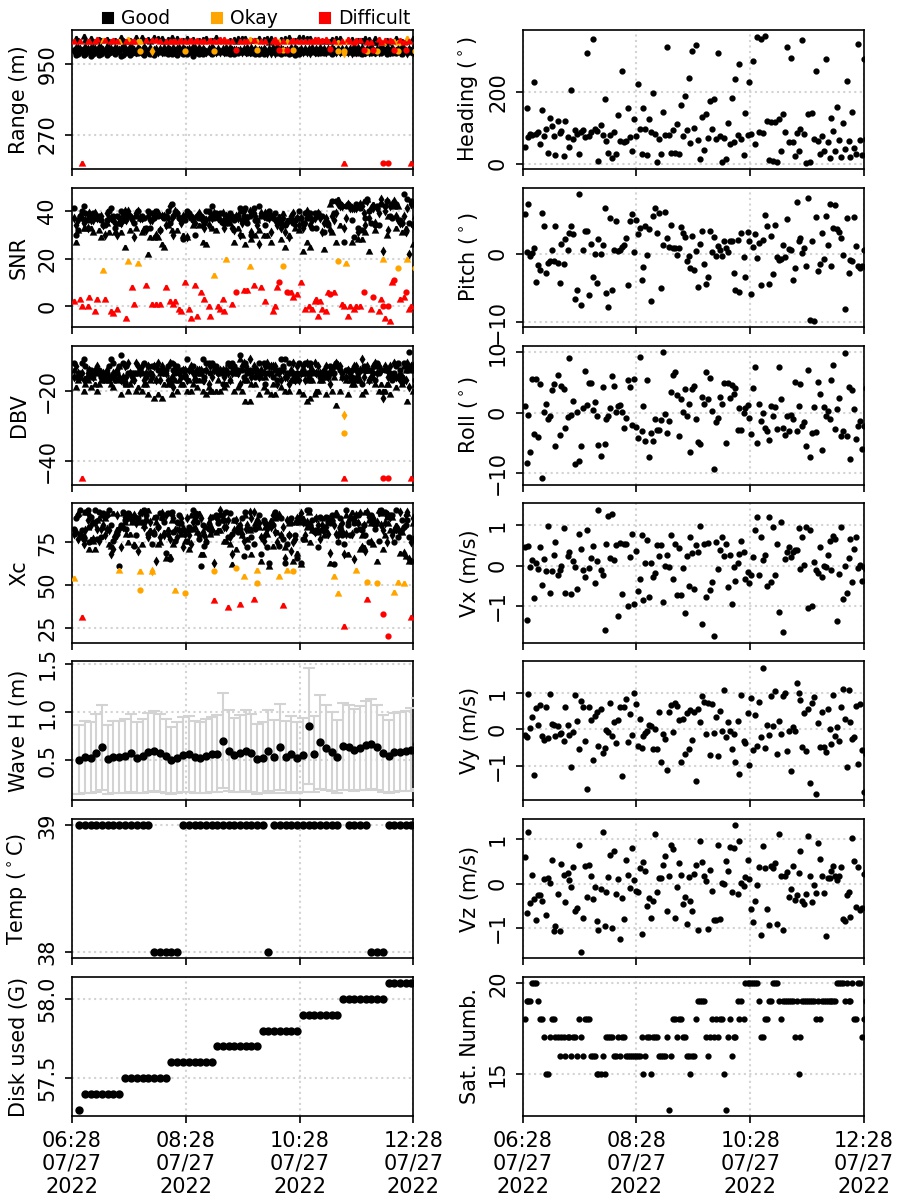 Good Okay Difficult
Range (m)
950
270
Heading (°)
200
0
SNR
40
20
0
Pitch (°)
0
−10
DBV
−20
−40
Roll (°)
10
0
−10
Xc
75
50
25
Vx (m/s)
1
0
−1
Wave H (m)
1.5
1.0
0.5
Vy (m/s)
1
0
−1
Temp (°C)
39
38
Vz (m/s)
1
0
−1
Disk used (G)
58.0
57.5
Sat. Numb.
20
15
06:28 08:28 10:28 12:28
07/27 07/27 07/27 07/27
2022 2022 2022 2022
06:28 08:28 10:28 12:28
07/27 07/27 07/27 07/27
2022 2022 2022 2022